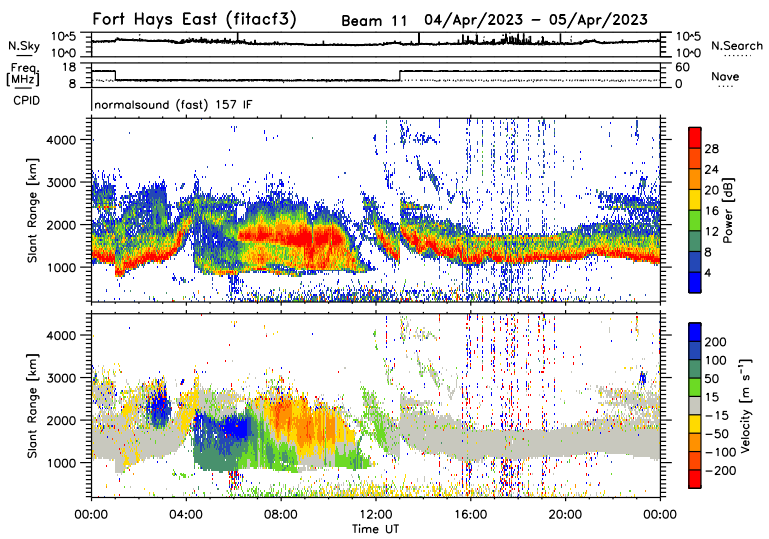 Fort Hays East (fitacf3) Beam 11 04/Apr/2023 - 05/Apr/2023
N.Sky 10^5 10^0 10^5 10^0 N.Search
Freq. [MHz] 18 8 60 0 Nave
CPID normalsound (fast) 157 IF
Slant Range [km] 4000 3000 2000 1000
28 24 20 16 12 8 4 Power [dB]
Slant Range [km] 4000 3000 2000 1000
200 100 50 15 -15 -50 -100 -200 Velocity [m s⁻¹]
00:00 04:00 08:00 12:00 16:00 20:00 00:00
Time UT